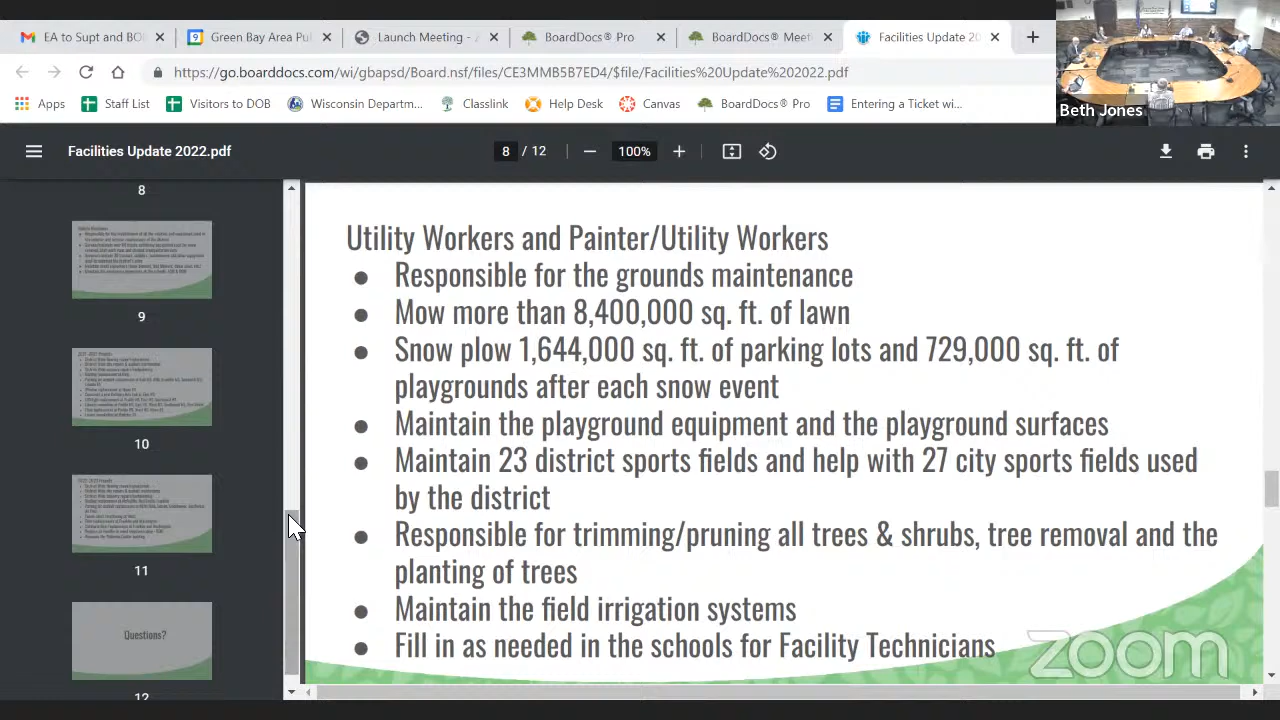 EA to Supt and BO
Green Bay Area Pu
Launch Meeting
BoardDocs® Pro
BoardDocs® Meet
Facilities Update 20
https://go.boarddocs.com/wi/gbapsd/Board.nsf/files/CE3MMB5B7ED4/$file/Facilities%20Update%202022.pdf
Apps
Staff List
Visitors to DOB
Wisconsin Departm...
Classlink
Help Desk
Canvas
BoardDocs® Pro
Entering a Ticket wi...
Beth Jones
Facilities Update 2022.pdf
8 / 12
100%
8
9
10
11
Questions?
12
Utility Workers and Painter/Utility Workers
● Responsible for the grounds maintenance
● Mow more than 8,400,000 sq. ft. of lawn
● Snow plow 1,644,000 sq. ft. of parking lots and 729,000 sq. ft. of
playgrounds after each snow event
● Maintain the playground equipment and the playground surfaces
● Maintain 23 district sports fields and help with 27 city sports fields used
by the district
● Responsible for trimming/pruning all trees & shrubs, tree removal and the
planting of trees
● Maintain the field irrigation systems
● Fill in as needed in the schools for Facility Technicians
zoom